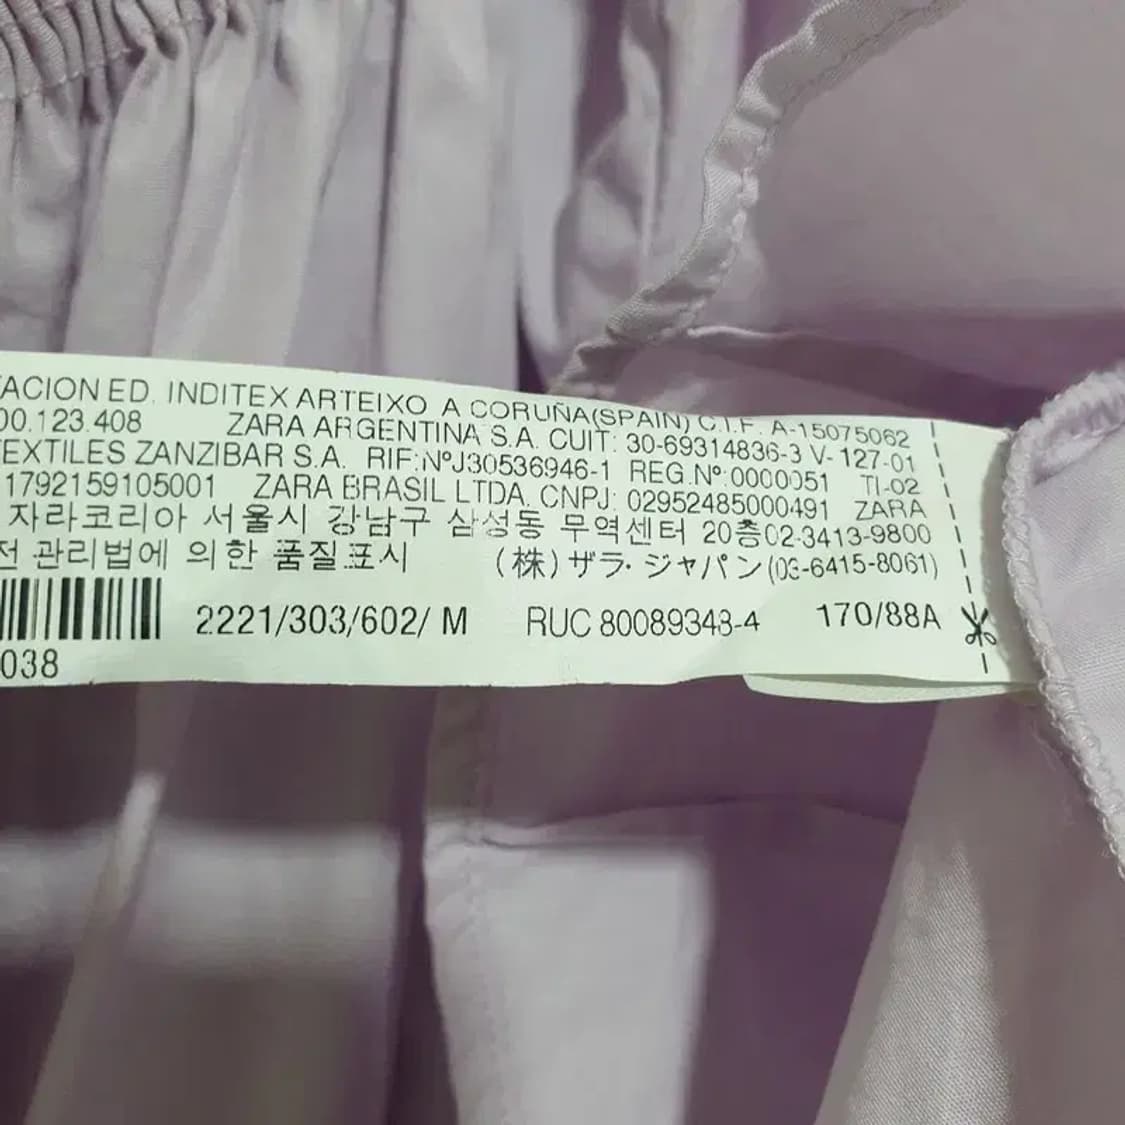 TACION ED. INDITEX ARTEIXO A CORUÑA(SPAIN) C.I.F. A-15075062
00.123.408 ZARA ARGENTINA S.A. CUIT: 30-69314836-3 V-127-01
TEXTILES ZANZIBAR S.A. RIF:NºJ30536946-1 REG.Nº:0000051 TI-02
1792159105001 ZARA BRASIL LTDA. CNPJ: 02952485000491 ZARA
자라코리아 서울시 강남구 삼성동 무역센터 20층02-3413-9800
전 관리법에 의한 품질표시 (株)ザラ・ジャパン(03-6415-8061)
2221/303/602/ M RUC 80089348-4 170/88A
038